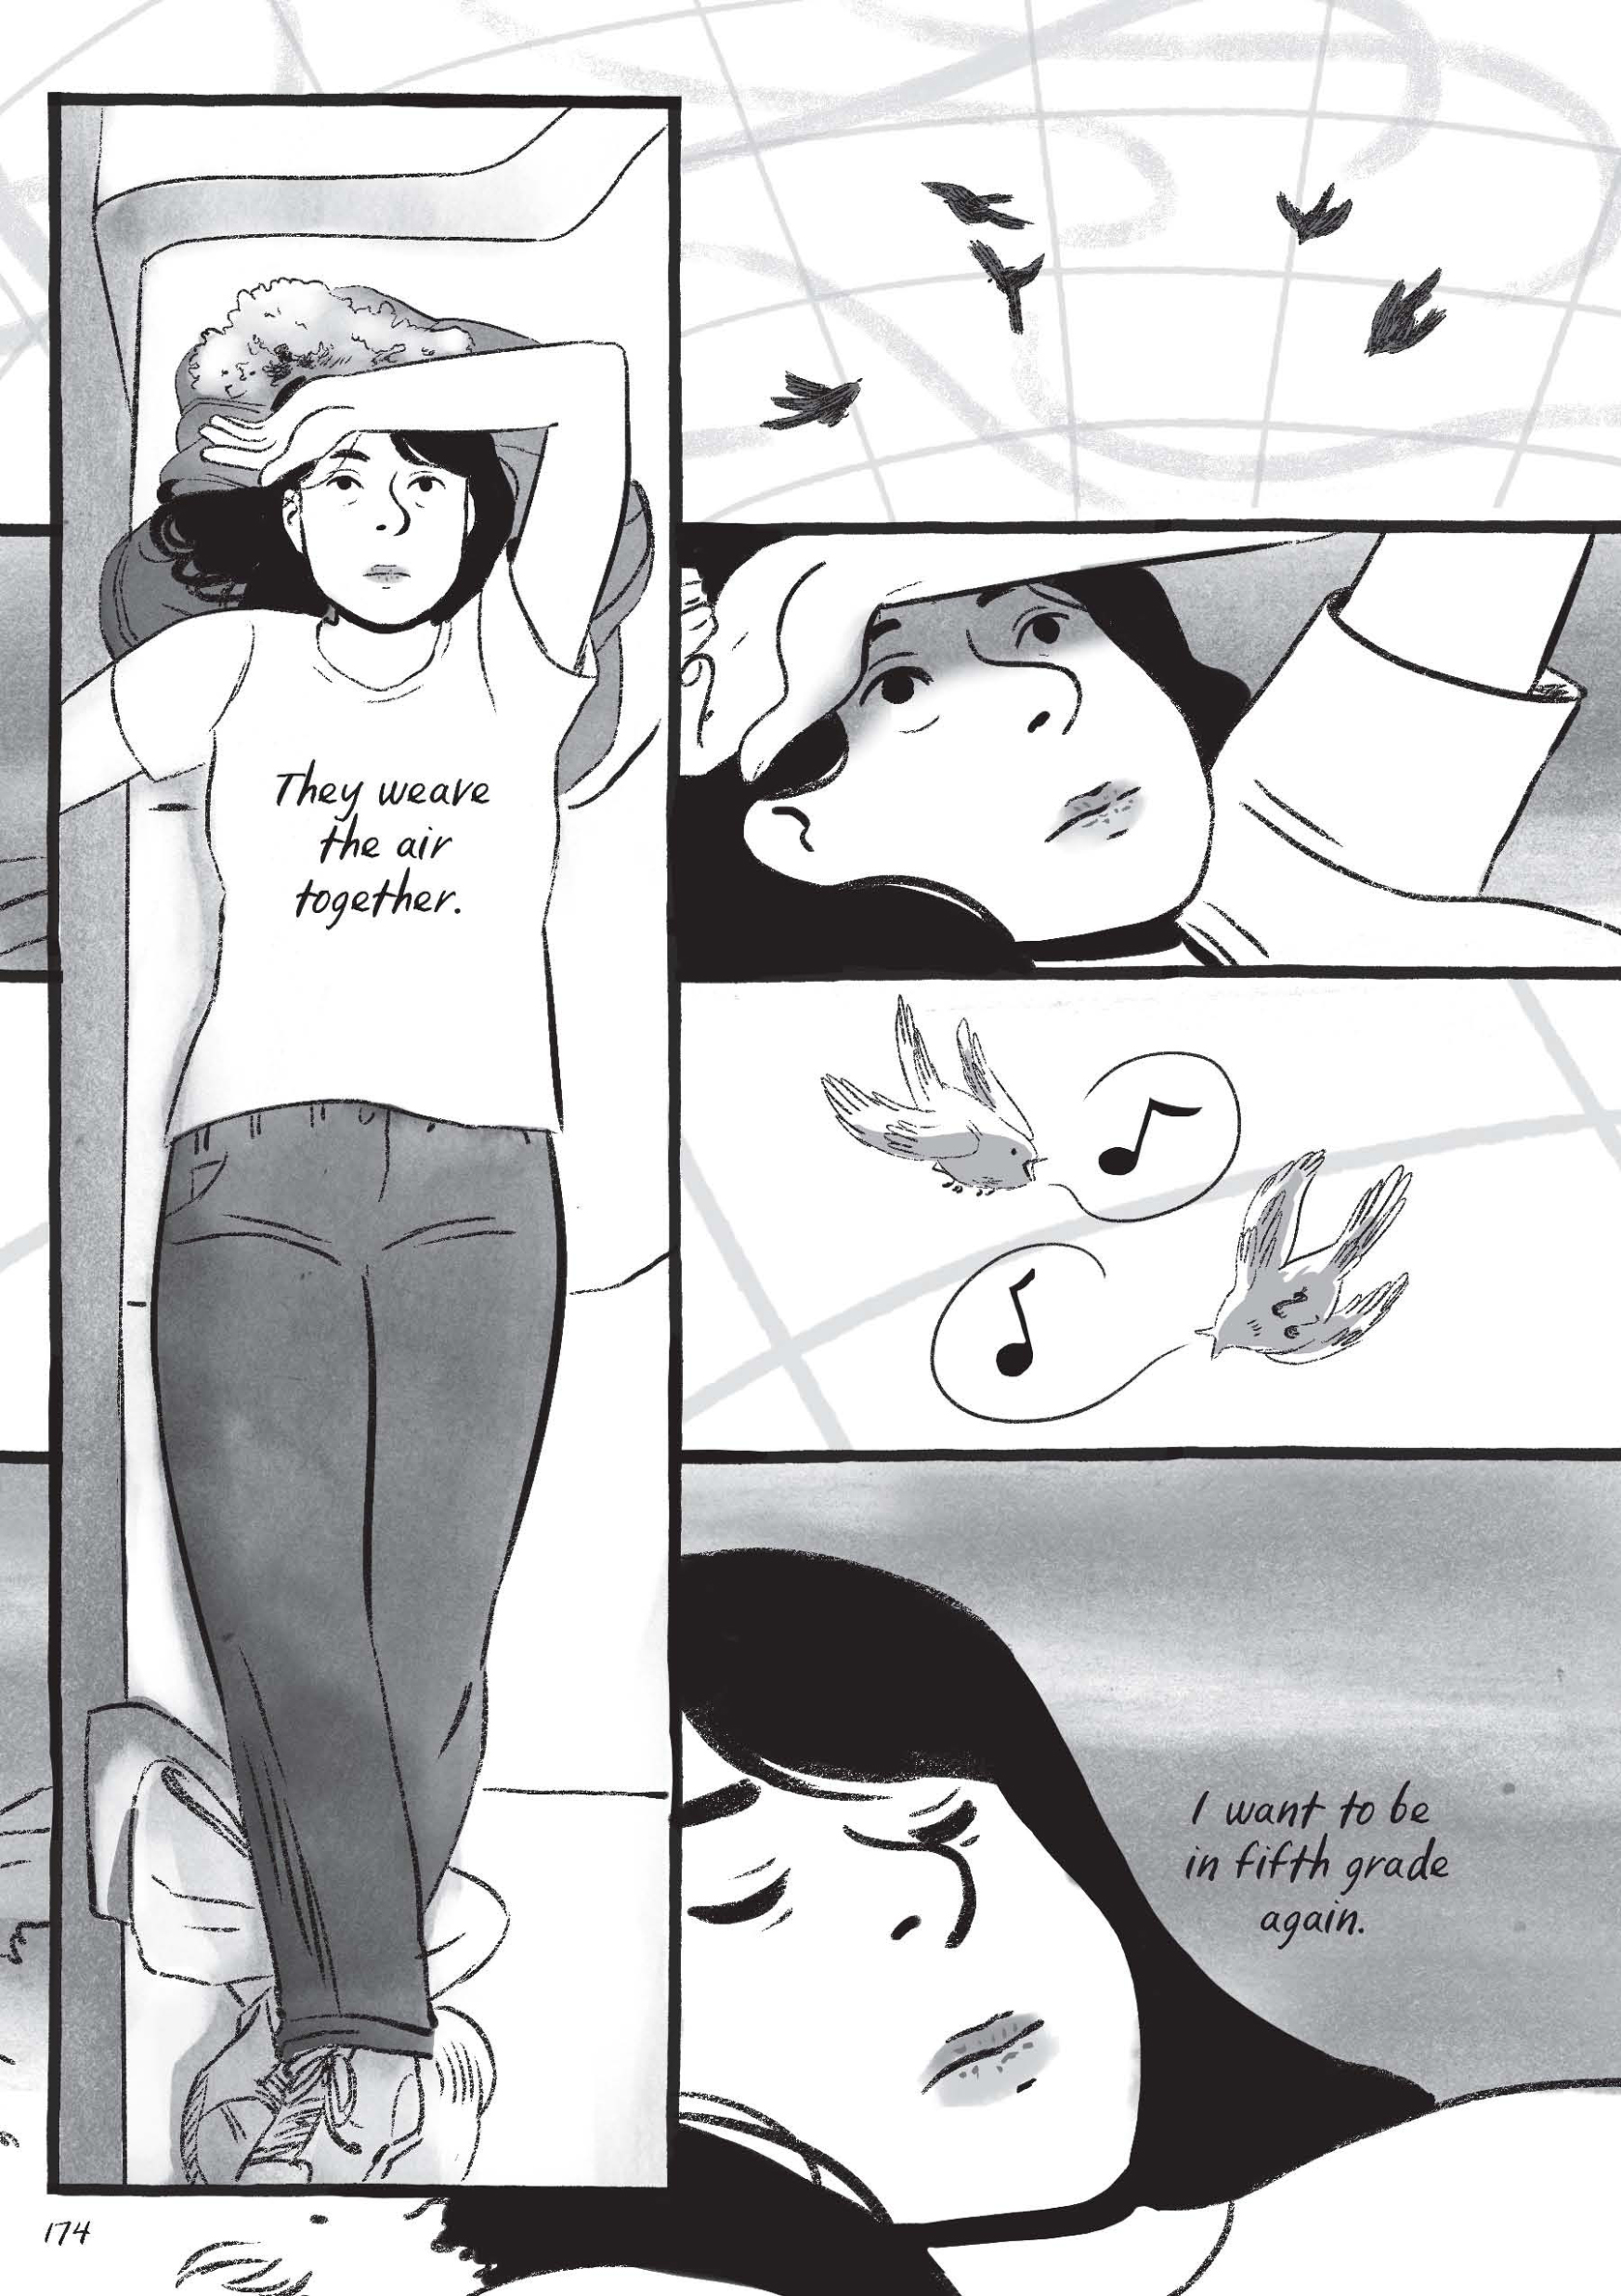 They weave
the air
together.
I want to be
in fifth grade
again.
174